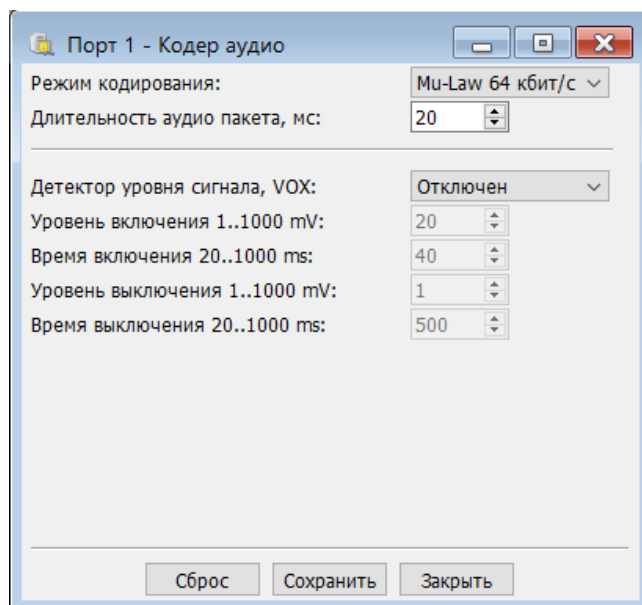 Порт 1 - Кодер аудио
Режим кодирования: Mu-Law 64 кбит/с
Длительность аудио пакета, мс: 20
Детектор уровня сигнала, VOX: Отключен
Уровень включения 1..1000 mV: 20
Время включения 20..1000 ms: 40
Уровень выключения 1..1000 mV: 1
Время выключения 20..1000 ms: 500
Сброс Сохранить Закрыть